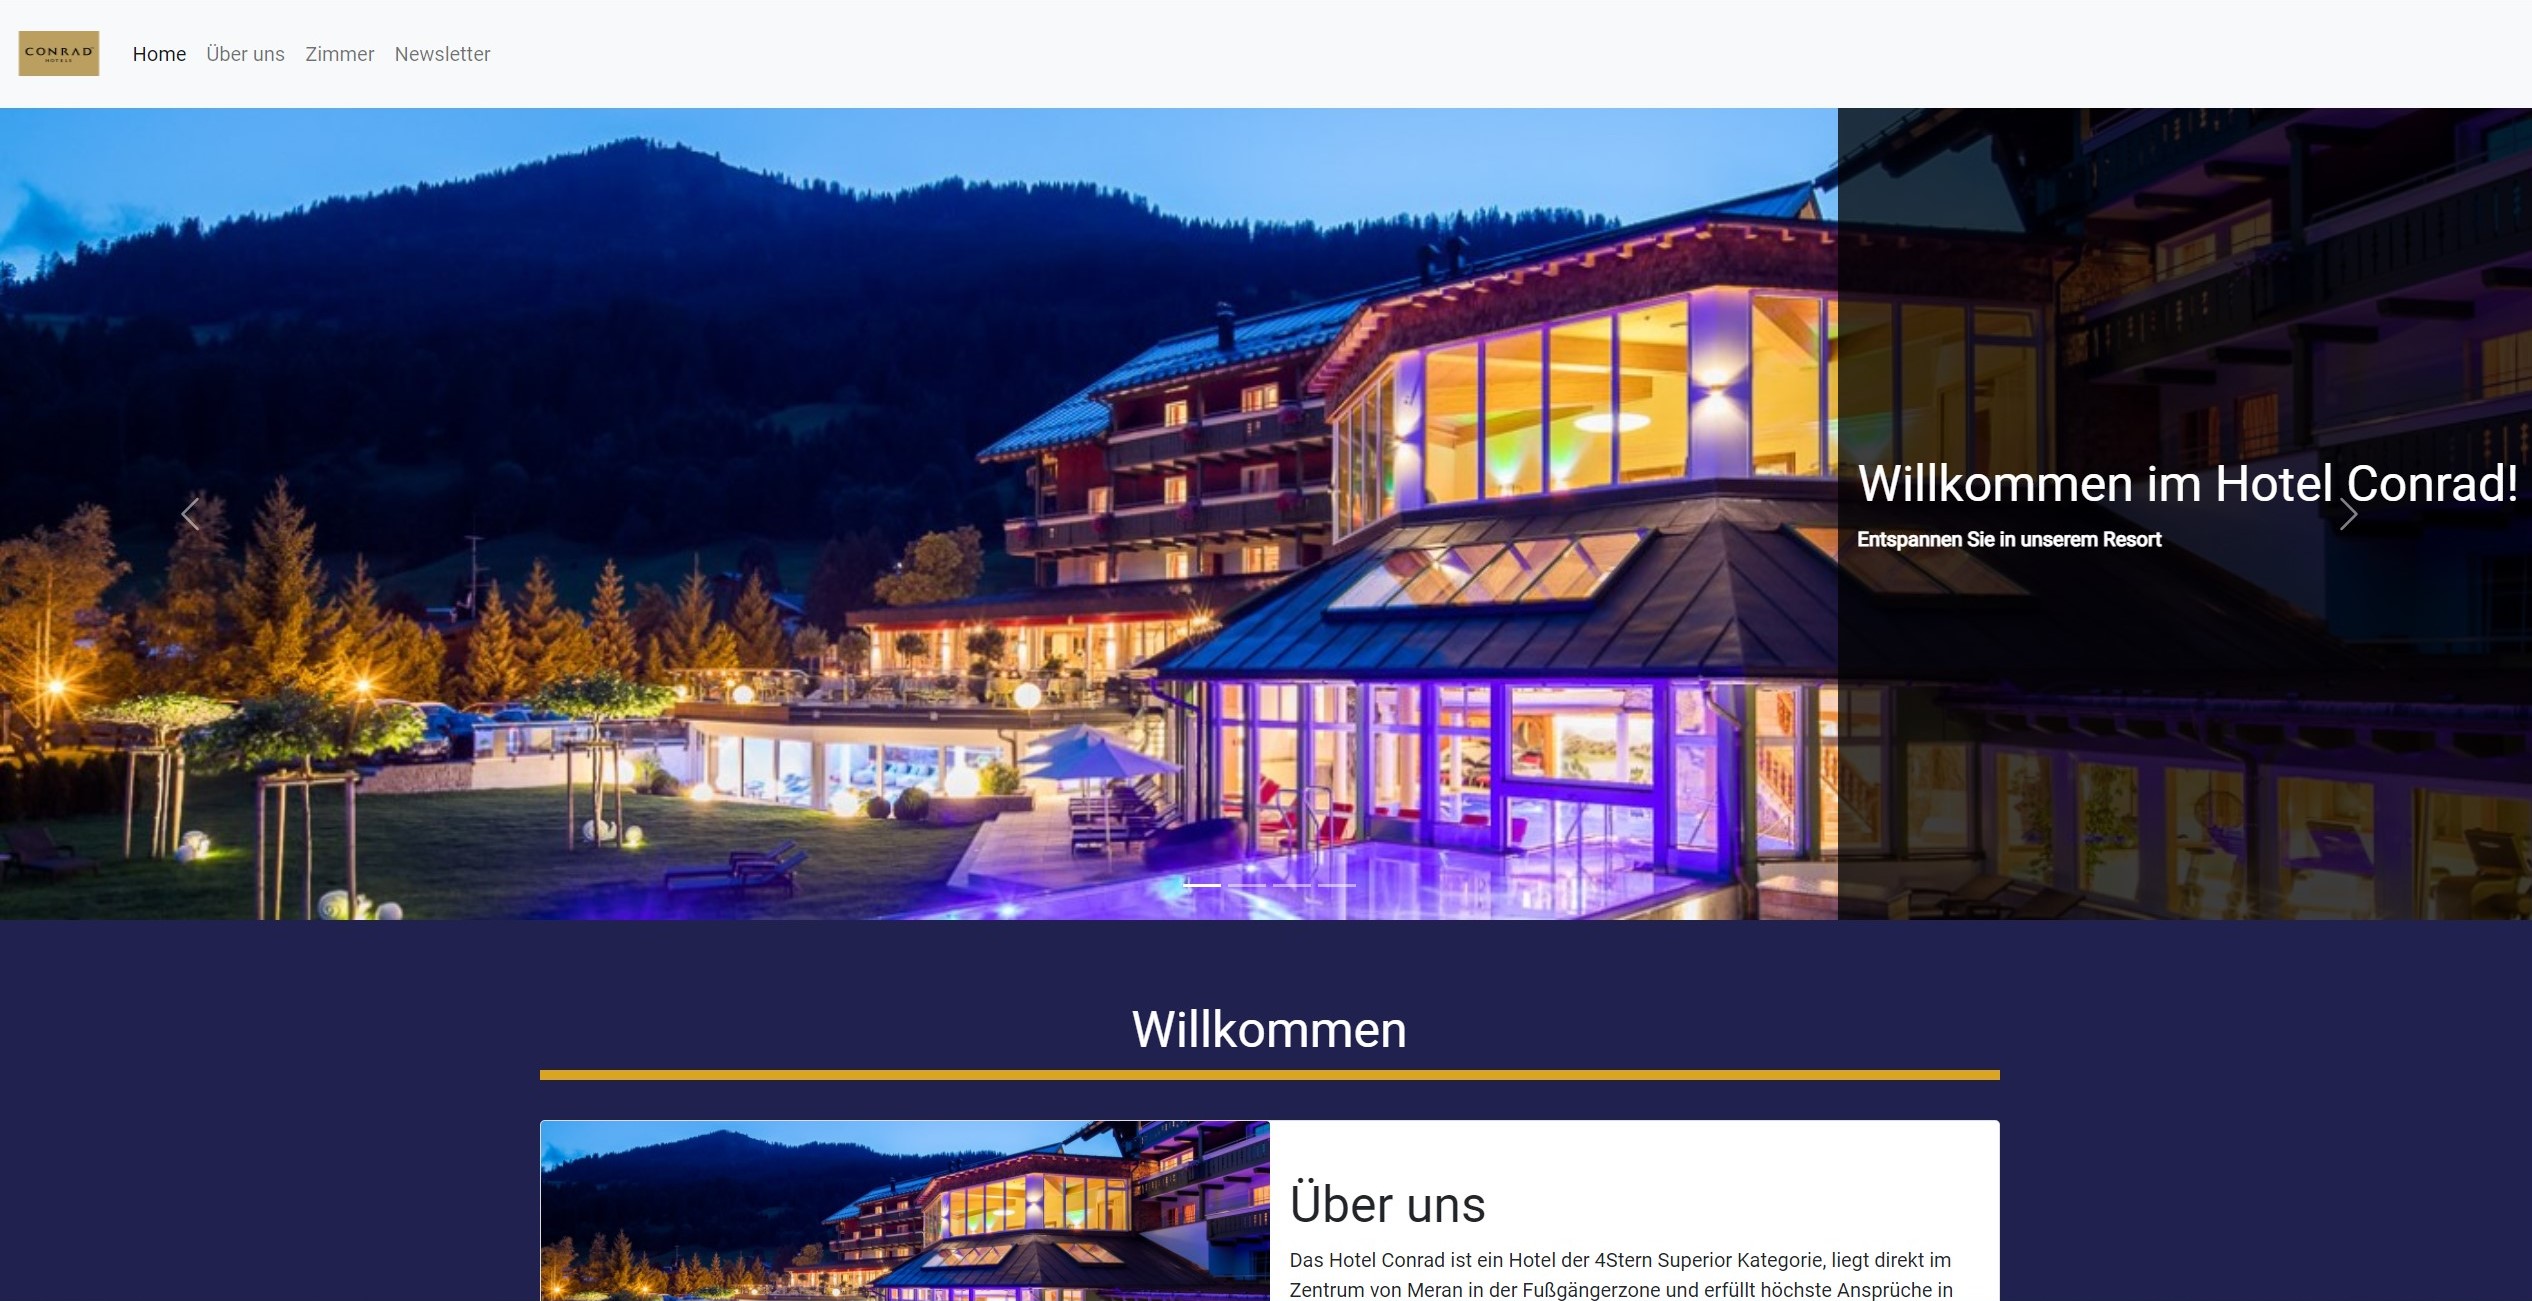 CONRAD
HOTELS
Home Über uns Zimmer Newsletter
Willkommen im Hotel Conrad!
Entspannen Sie in unserem Resort
Willkommen
Über uns
Das Hotel Conrad ist ein Hotel der 4Stern Superior Kategorie, liegt direkt im
Zentrum von Meran in der Fußgängerzone und erfüllt höchste Ansprüche in